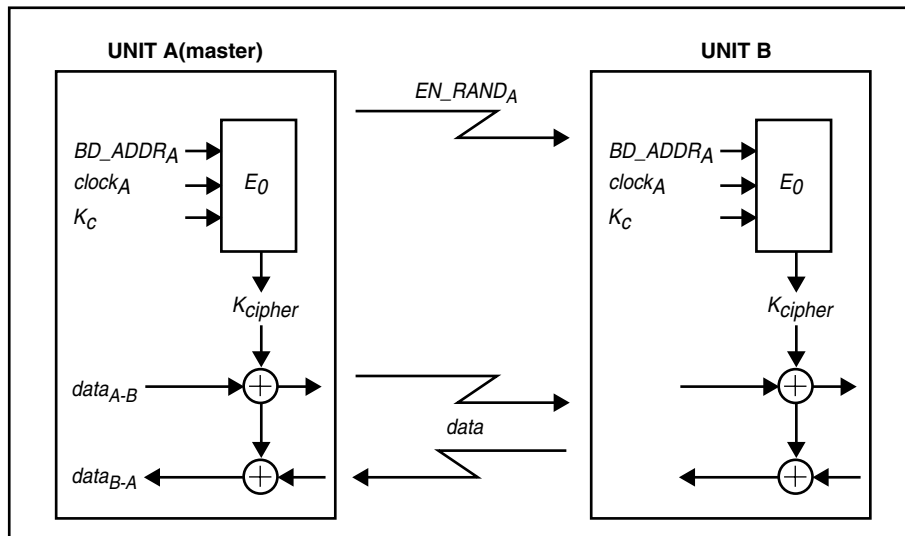 UNIT A(master)
UNIT B
EN_RANDA
BD_ADDRA
clockA
Kc
E0
BD_ADDRA
clockA
Kc
E0
Kcipher
Kcipher
dataA-B
data
dataB-A